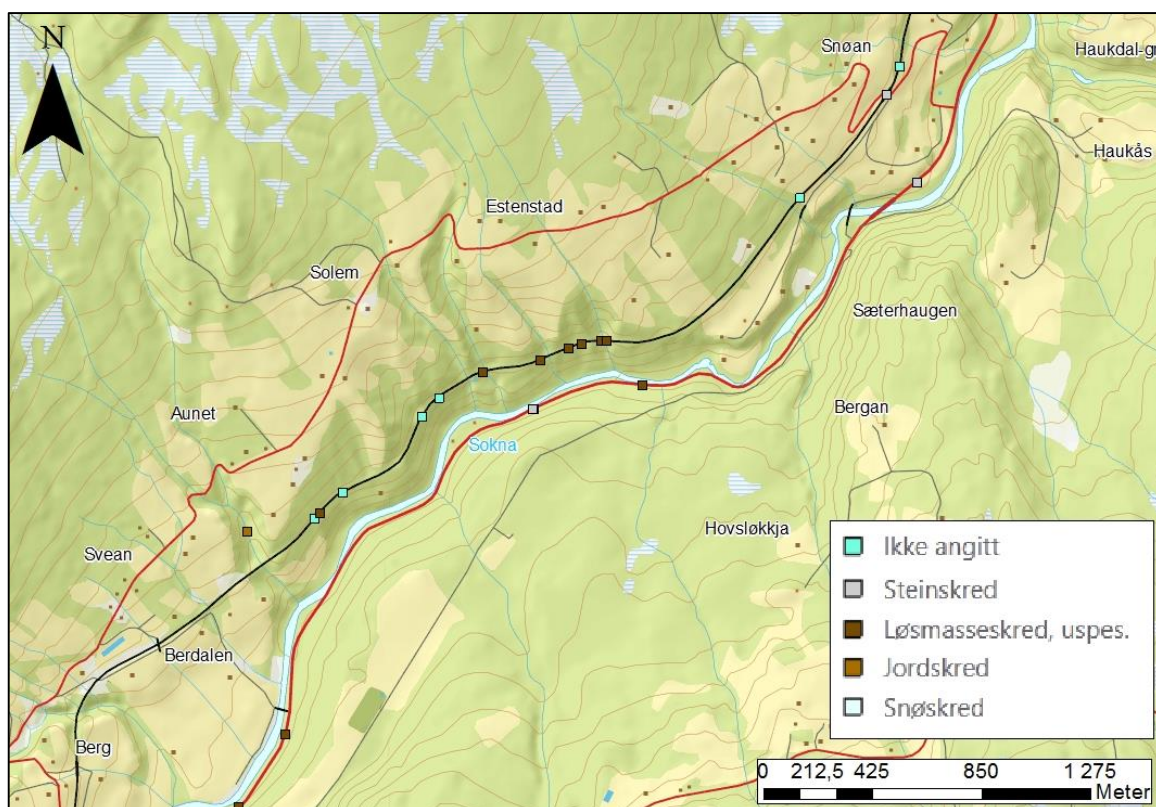 N
Snøan
Haukdal-gr
Haukås
Estenstad
Solem
Sæterhaugen
Aunet
Bergan
Sokna
Hovsløkkja
Svean
Berdalen
Berg
Ikke angitt
Steinskred
Løsmasseskred, uspes.
Jordskred
Snøskred
0 212,5 425 850 1 275
Meter